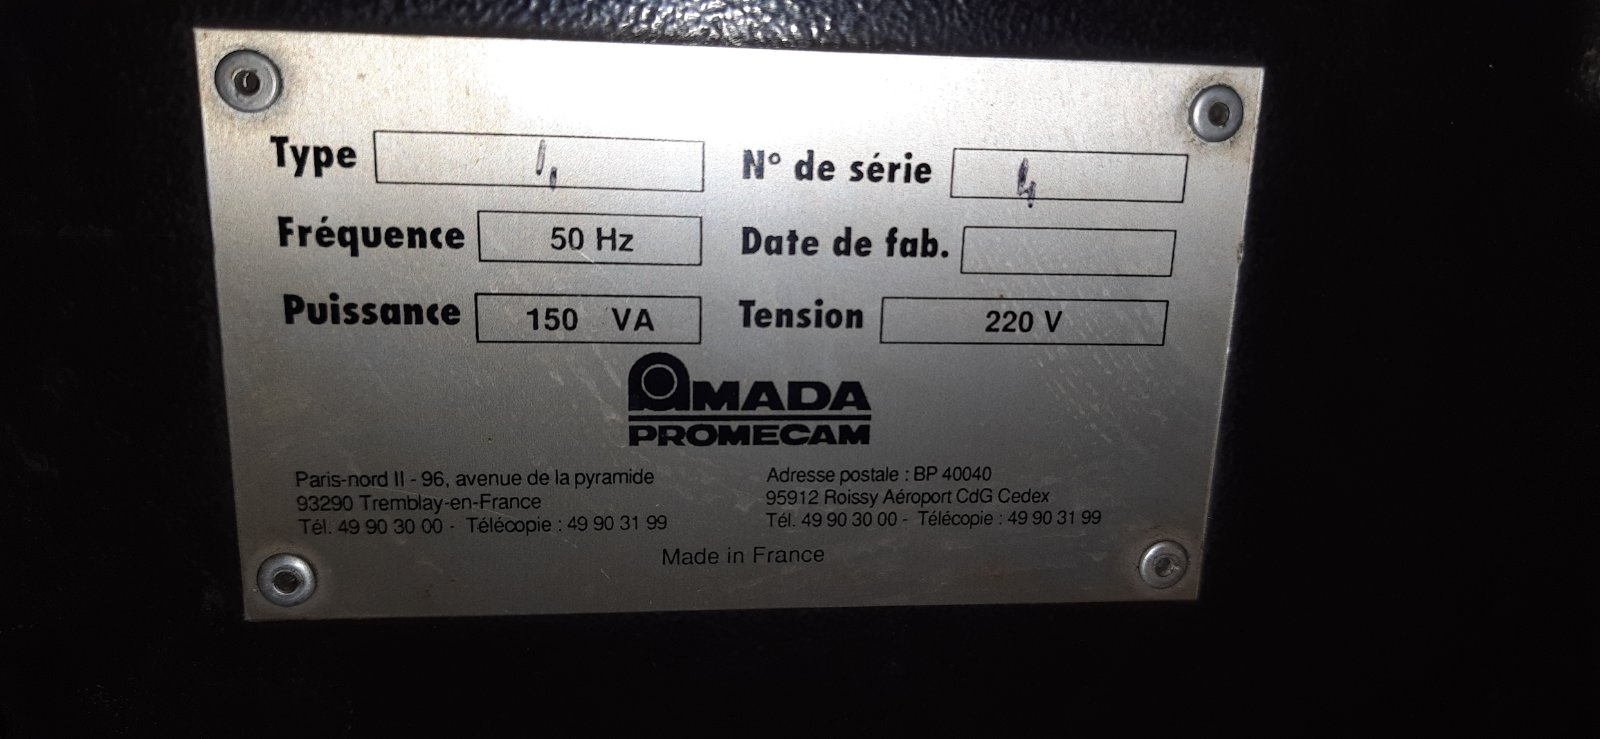 Type
N° de série 4
Fréquence 50 Hz
Date de fab.
Puissance 150 VA
Tension 220 V
AMADA
PROMECAM
Paris-nord II - 96, avenue de la pyramide
93290 Tremblay-en-France
Tél. 49 90 30 00 - Télécopie : 49 90 31 99
Adresse postale : BP 40040
95912 Roissy Aéroport CdG Cedex
Tél. 49 90 30 00 - Télécopie : 49 90 31 99
Made in France